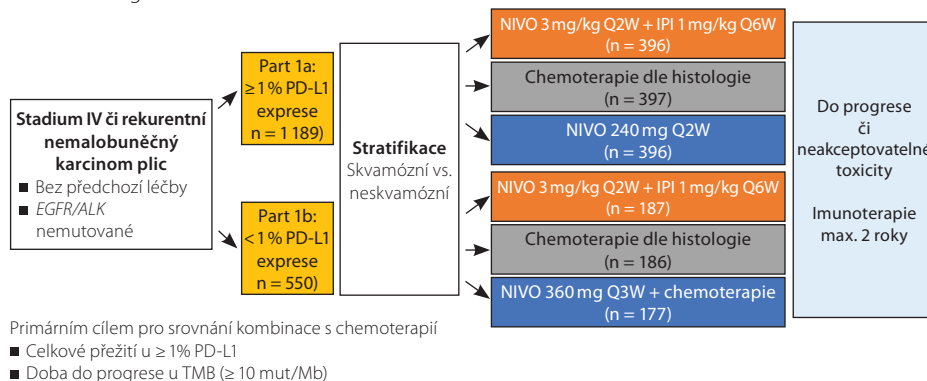 Stadium IV či rekurentní
nemalobuněčný
karcinom plic
■ Bez předchozí léčby
■ EGFR/ALK
nemutované
Part 1a:
≥ 1% PD-L1
exprese
n = 1 189)
Part 1b:
< 1% PD-L1
exprese
n = 550)
Stratifikace
Skvamózní vs.
neskvamózní
NIVO 3 mg/kg Q2W + IPI 1 mg/kg Q6W
(n = 396)
Chemoterapie dle histologie
(n = 397)
NIVO 240 mg Q2W
(n = 396)
NIVO 3 mg/kg Q2W + IPI 1 mg/kg Q6W
(n = 187)
Chemoterapie dle histologie
(n = 186)
NIVO 360 mg Q3W + chemoterapie
(n = 177)
Do progrese
či
neakceptovatelné
toxicity
Imunoterapie
max. 2 roky
Primárním cílem pro srovnání kombinace s chemoterapií
■ Celkové přežití u ≥ 1% PD-L1
■ Doba do progrese u TMB (≥ 10 mut/Mb)